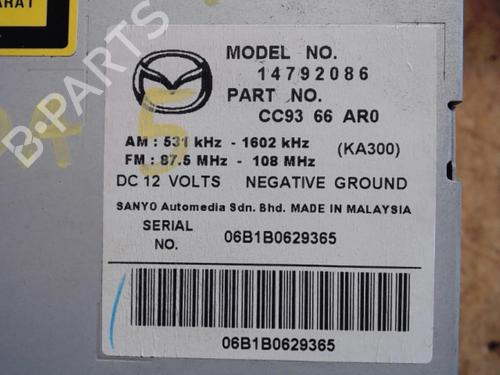 ARAT
MODEL NO.
14792086
PART NO.
CC93 66 AR0
AM : 531 kHz - 1602 kHz
(KA300)
FM : 87.5 MHz - 108 MHz
DC 12 VOLTS NEGATIVE GROUND
SANYO Automedia Sdn. Bhd. MADE IN MALAYSIA
SERIAL
NO.
06B1B0629365
06B1B0629365
B-PARTS